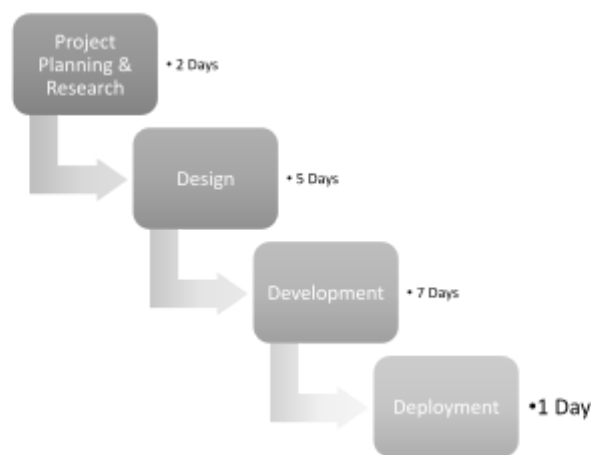 Project
Planning &
Research
• 2 Days
Design
• 5 Days
Development
• 7 Days
Deployment
•1 Day